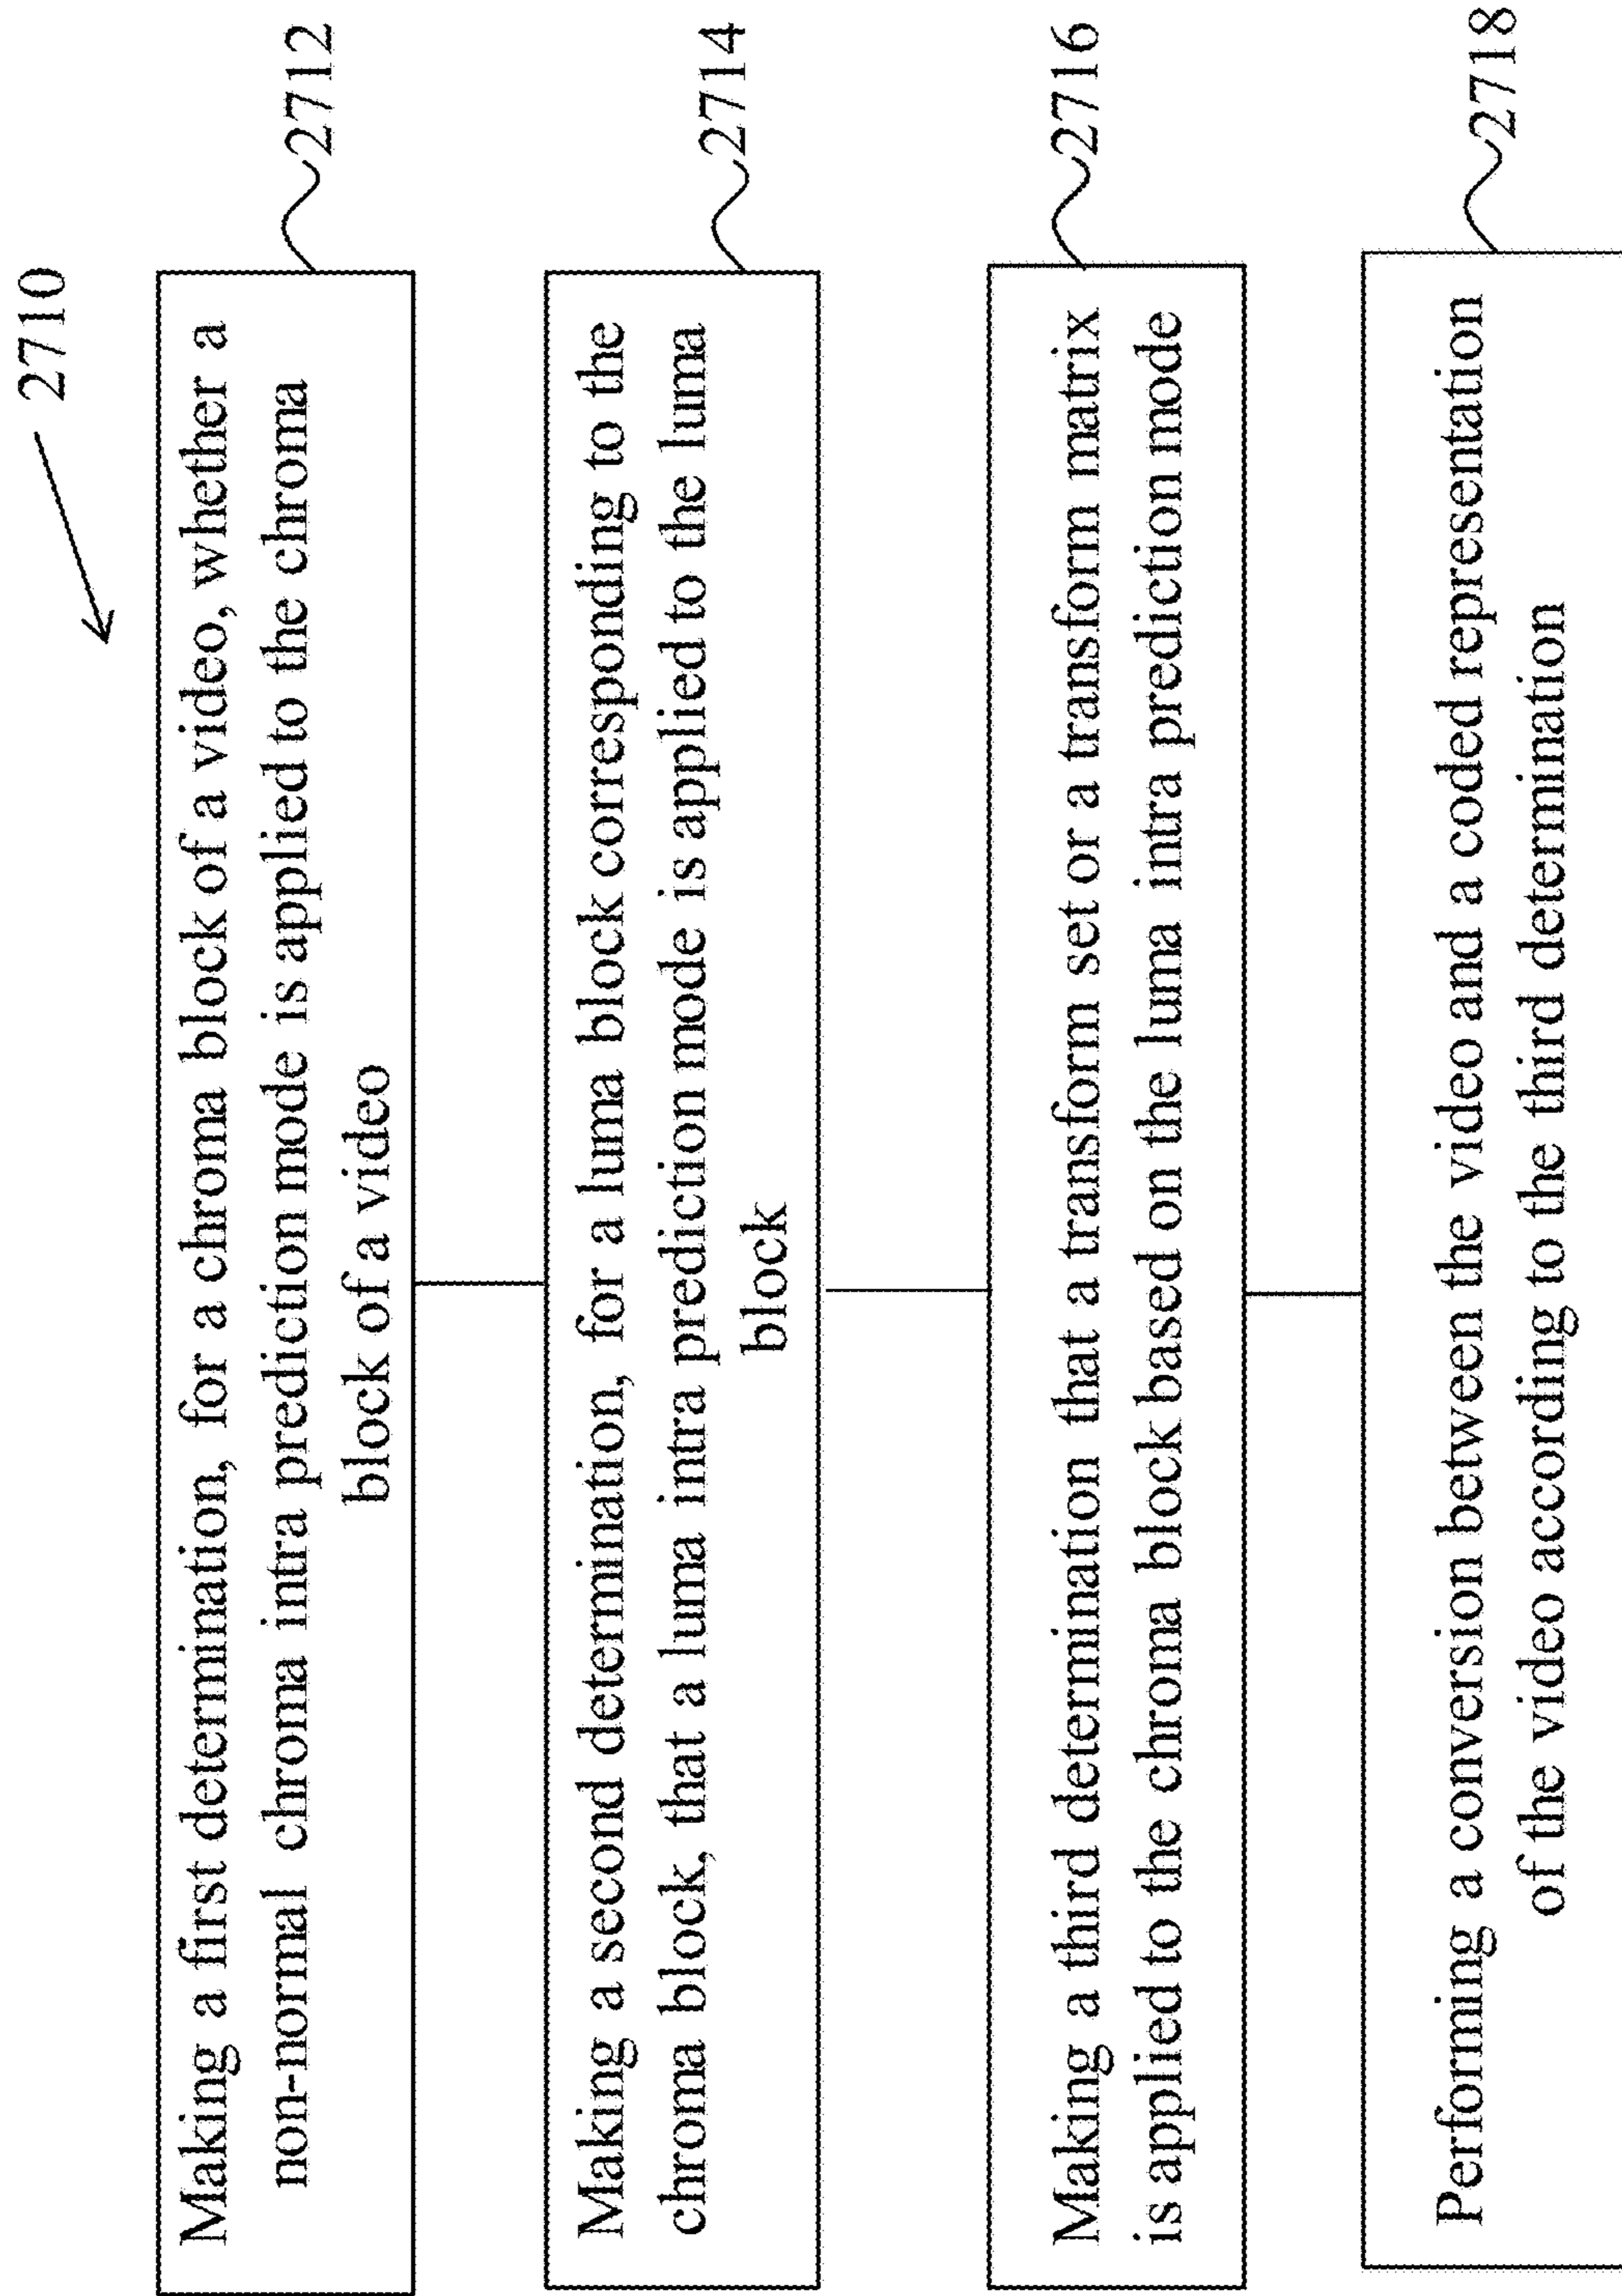 2710
Making a first determination, for a chroma block of a video, whether a
non-normal chroma intra prediction mode is applied to the chroma
block of a video
2712
Making a second determination, for a luma block corresponding to the
chroma block, that a luma intra prediction mode is applied to the luma
block
2714
Making a third determination that a transform set or a transform matrix
is applied to the chroma block based on the luma intra prediction mode
2716
Performing a conversion between the video and a coded representation
of the video according to the third determination
2718